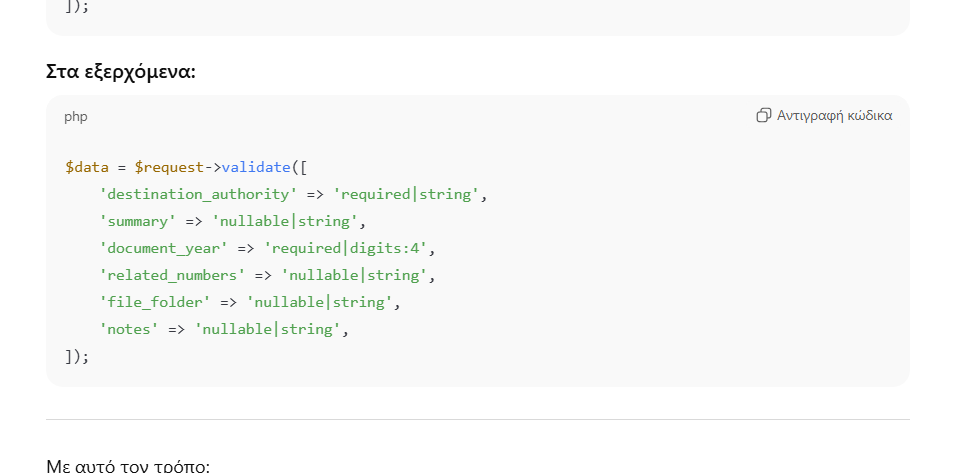 ]);
Στα εξερχόμενα:
php
Αντιγραφή κώδικα
$data = $request->validate([
    'destination_authority' => 'required|string',
    'summary' => 'nullable|string',
    'document_year' => 'required|digits:4',
    'related_numbers' => 'nullable|string',
    'file_folder' => 'nullable|string',
    'notes' => 'nullable|string',
]);
Με αυτό τον τρόπο: